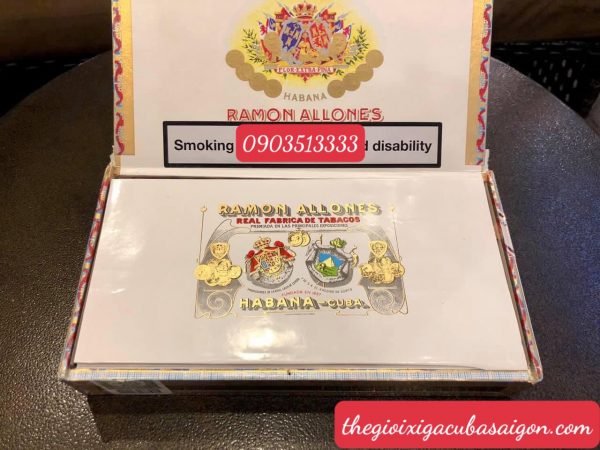 FLOR EXTRA FINA
HABANA
RAMON ALLONES
Smoking 0903513333 d disability
RAMON ALLONES
REAL FABRICA DE TABACOS
PREMIADA EN LAS PRINCIPALES EXPOSICIONES
HABANA-CUBA
thegioixigacubasaigon.com